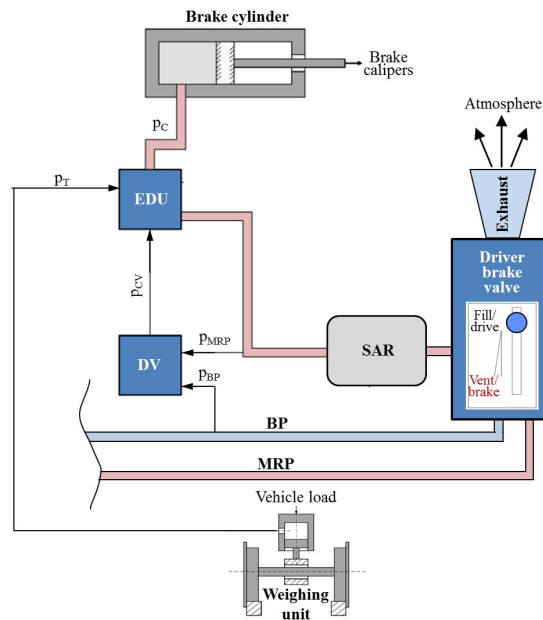 Brake cylinder
Brake
calipers
Atmosphere
p_C
p_T
EDU
Exhaust
Driver
brake
valve
p_CV
Fill/
drive
p_MRP
SAR
DV
p_BP
Vent/
brake
BP
MRP
Vehicle load
Weighing
unit